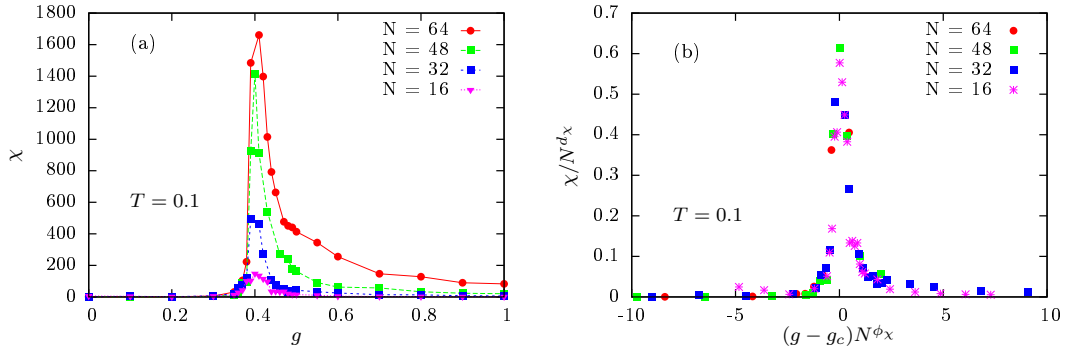 (a)
N = 64
N = 48
N = 32
N = 16
T = 0.1
χ
1800
1600
1400
1200
1000
800
600
400
200
0
0 0.2 0.4 0.6 0.8 1
g
(b)
N = 64
N = 48
N = 32
N = 16
T = 0.1
χ/N^{d_χ}
0.7
0.6
0.5
0.4
0.3
0.2
0.1
0
-10 -5 0 5 10
(g − g_c)N^{ϕ_χ}